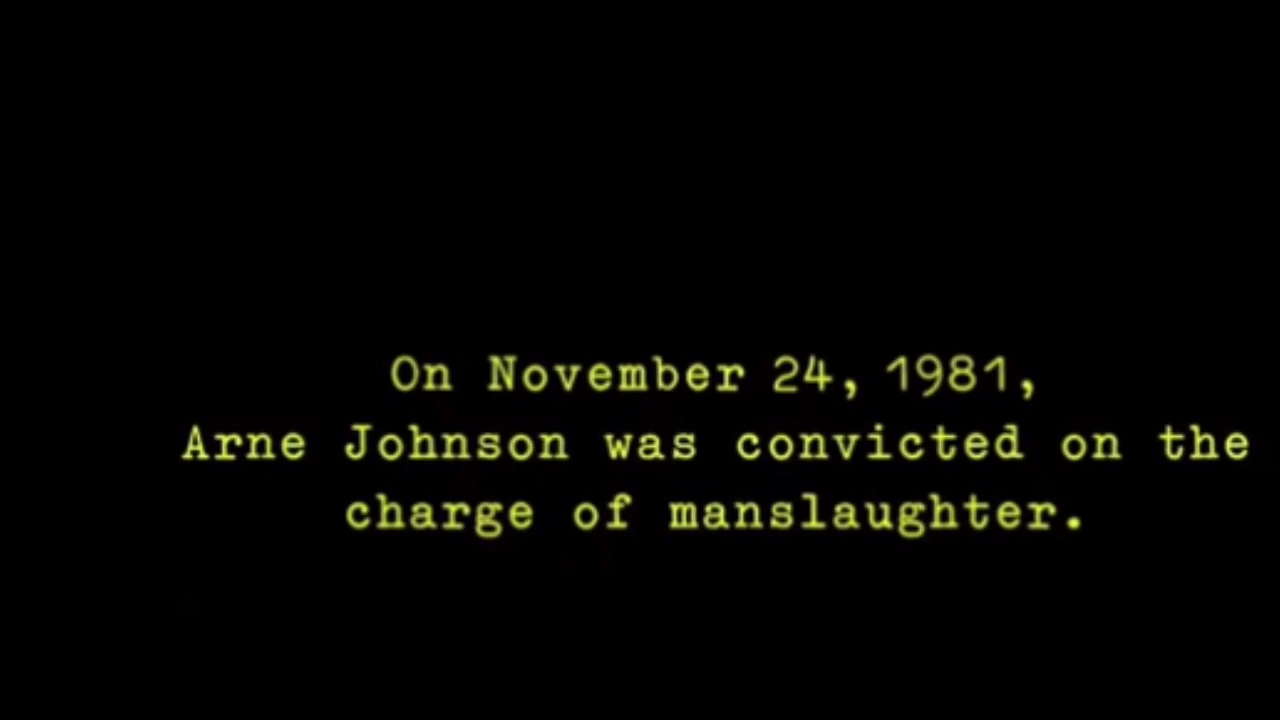 On November 24, 1981,
Arne Johnson was convicted on the
charge of manslaughter.